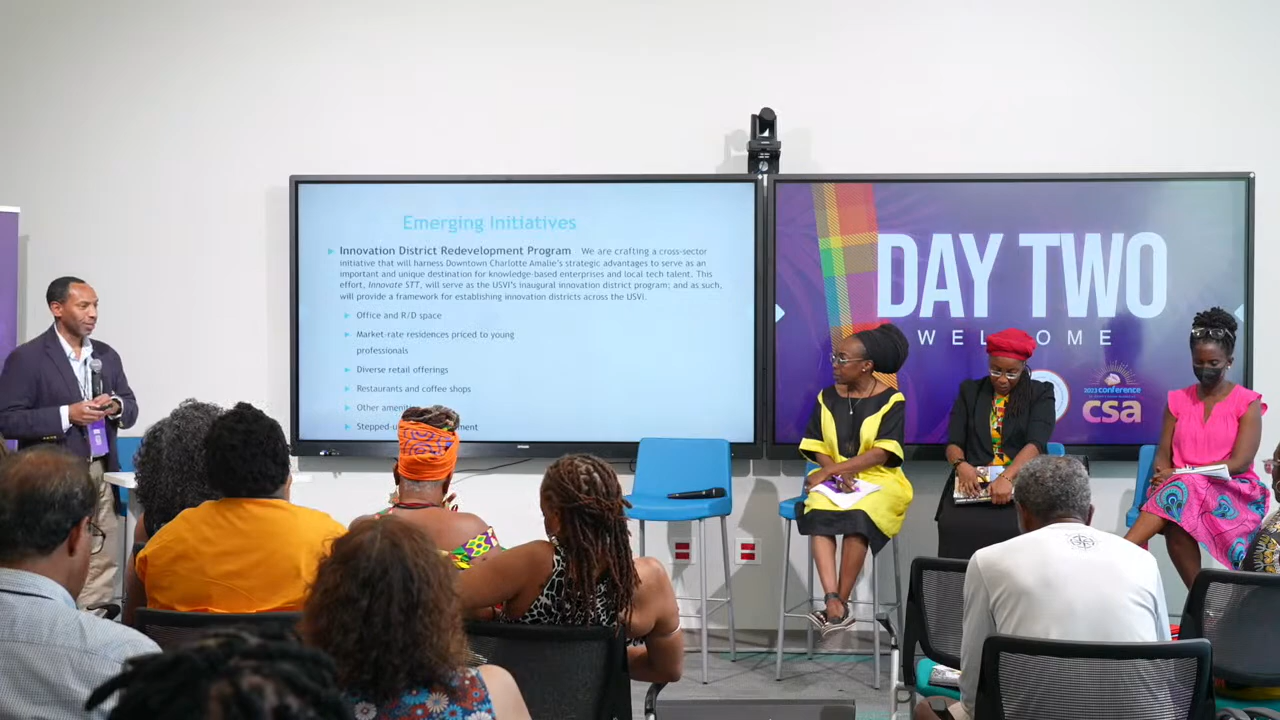 Emerging Initiatives
Innovation District Redevelopment Program We are crafting a cross-sector
initiative that will harness Downtown Charlotte Amalie's strategic advantages to serve as an
important and unique destination for knowledge-based enterprises and local tech talent. This
effort, Innovate STT, will serve as the USVI's inaugural innovation district program; and as such,
will provide a framework for establishing innovation districts across the USVI.
Office and R/D space
Market-rate residences priced to young
professionals
Diverse retail offerings
Restaurants and coffee shops
Other
Stepped-u
DAY TWO
WEL OME
2023 conference
csa